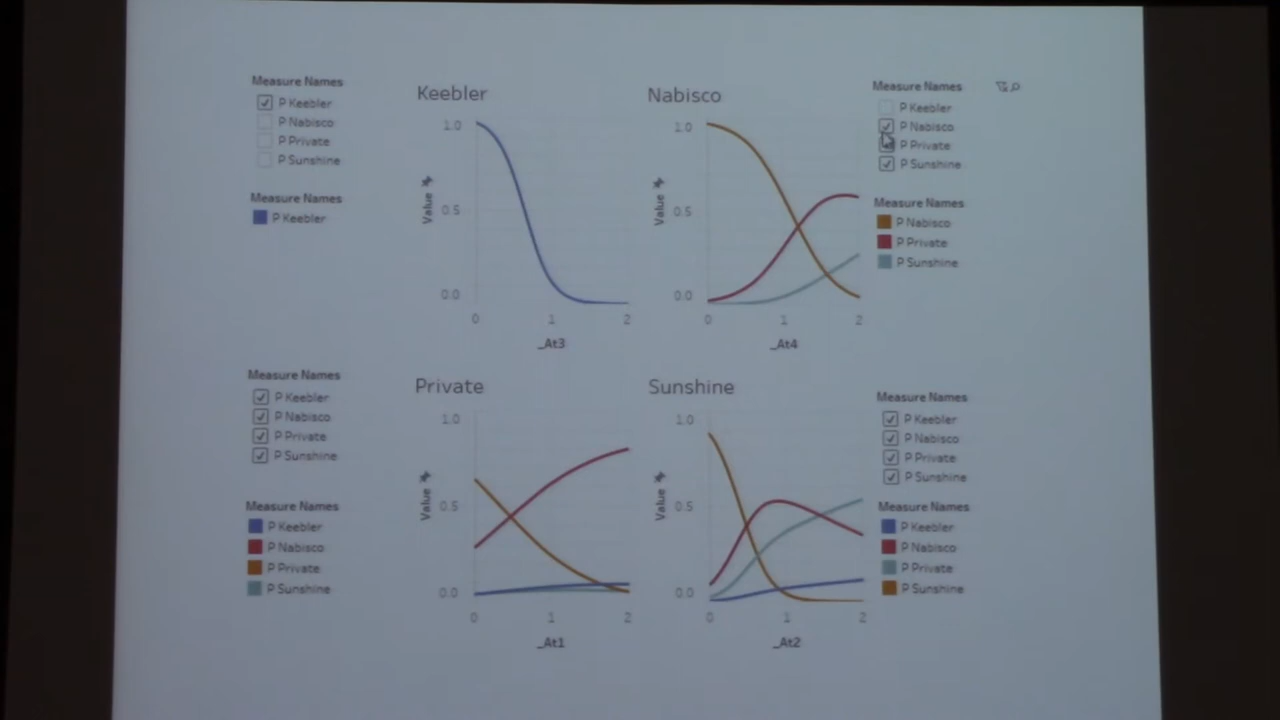 Measure Names
P Keebler
P Nabisco
P Private
P Sunshine
Measure Names
P Keebler
Keebler
1.0
0.5
0.0
Value
0 1 2
_At3
Nabisco
1.0
0.5
0.0
Value
0 1 2
_At4
Measure Names
P Keebler
P Nabisco
P Private
P Sunshine
Measure Names
P Nabisco
P Private
P Sunshine
Measure Names
P Keebler
P Nabisco
P Private
P Sunshine
Measure Names
P Keebler
P Nabisco
P Private
P Sunshine
Private
1.0
0.5
0.0
Value
0 1 2
_At1
Sunshine
1.0
0.5
0.0
Value
0 1 2
_At2
Measure Names
P Keebler
P Nabisco
P Private
P Sunshine
Measure Names
P Keebler
P Nabisco
P Private
P Sunshine